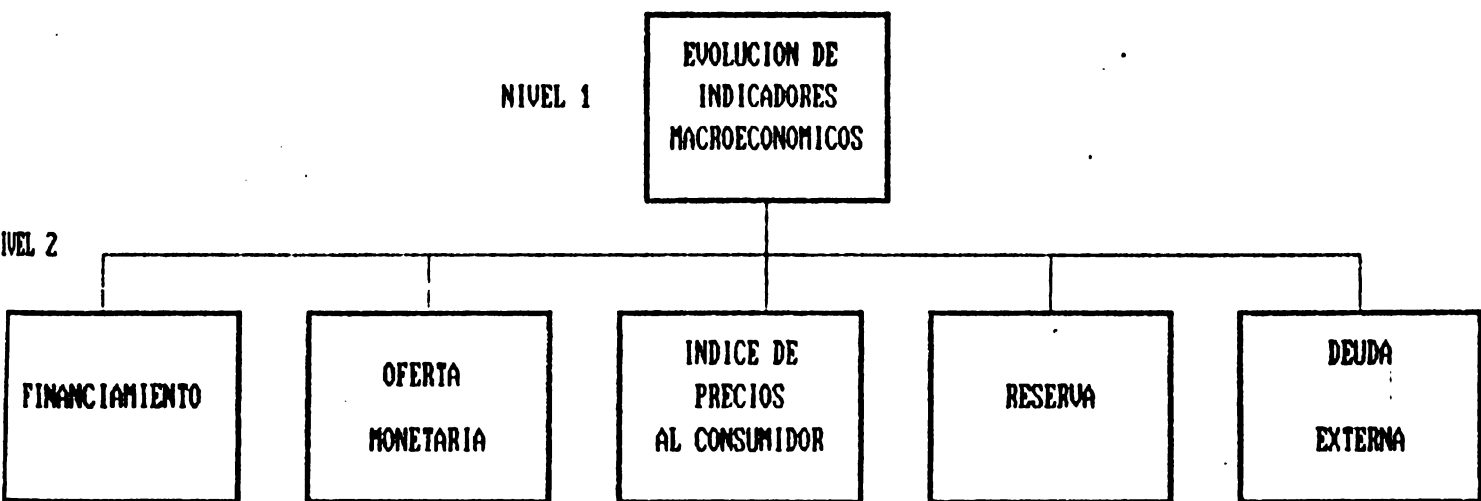 EVOLUCION DE
INDICADORES
MACROECONOMICOS
NIVEL 1
IVEL 2
FINANCIAMIENTO
OFERTA
MONETARIA
INDICE DE
PRECIOS
AL CONSUMIDOR
RESERVA
DEUDA
EXTERNA